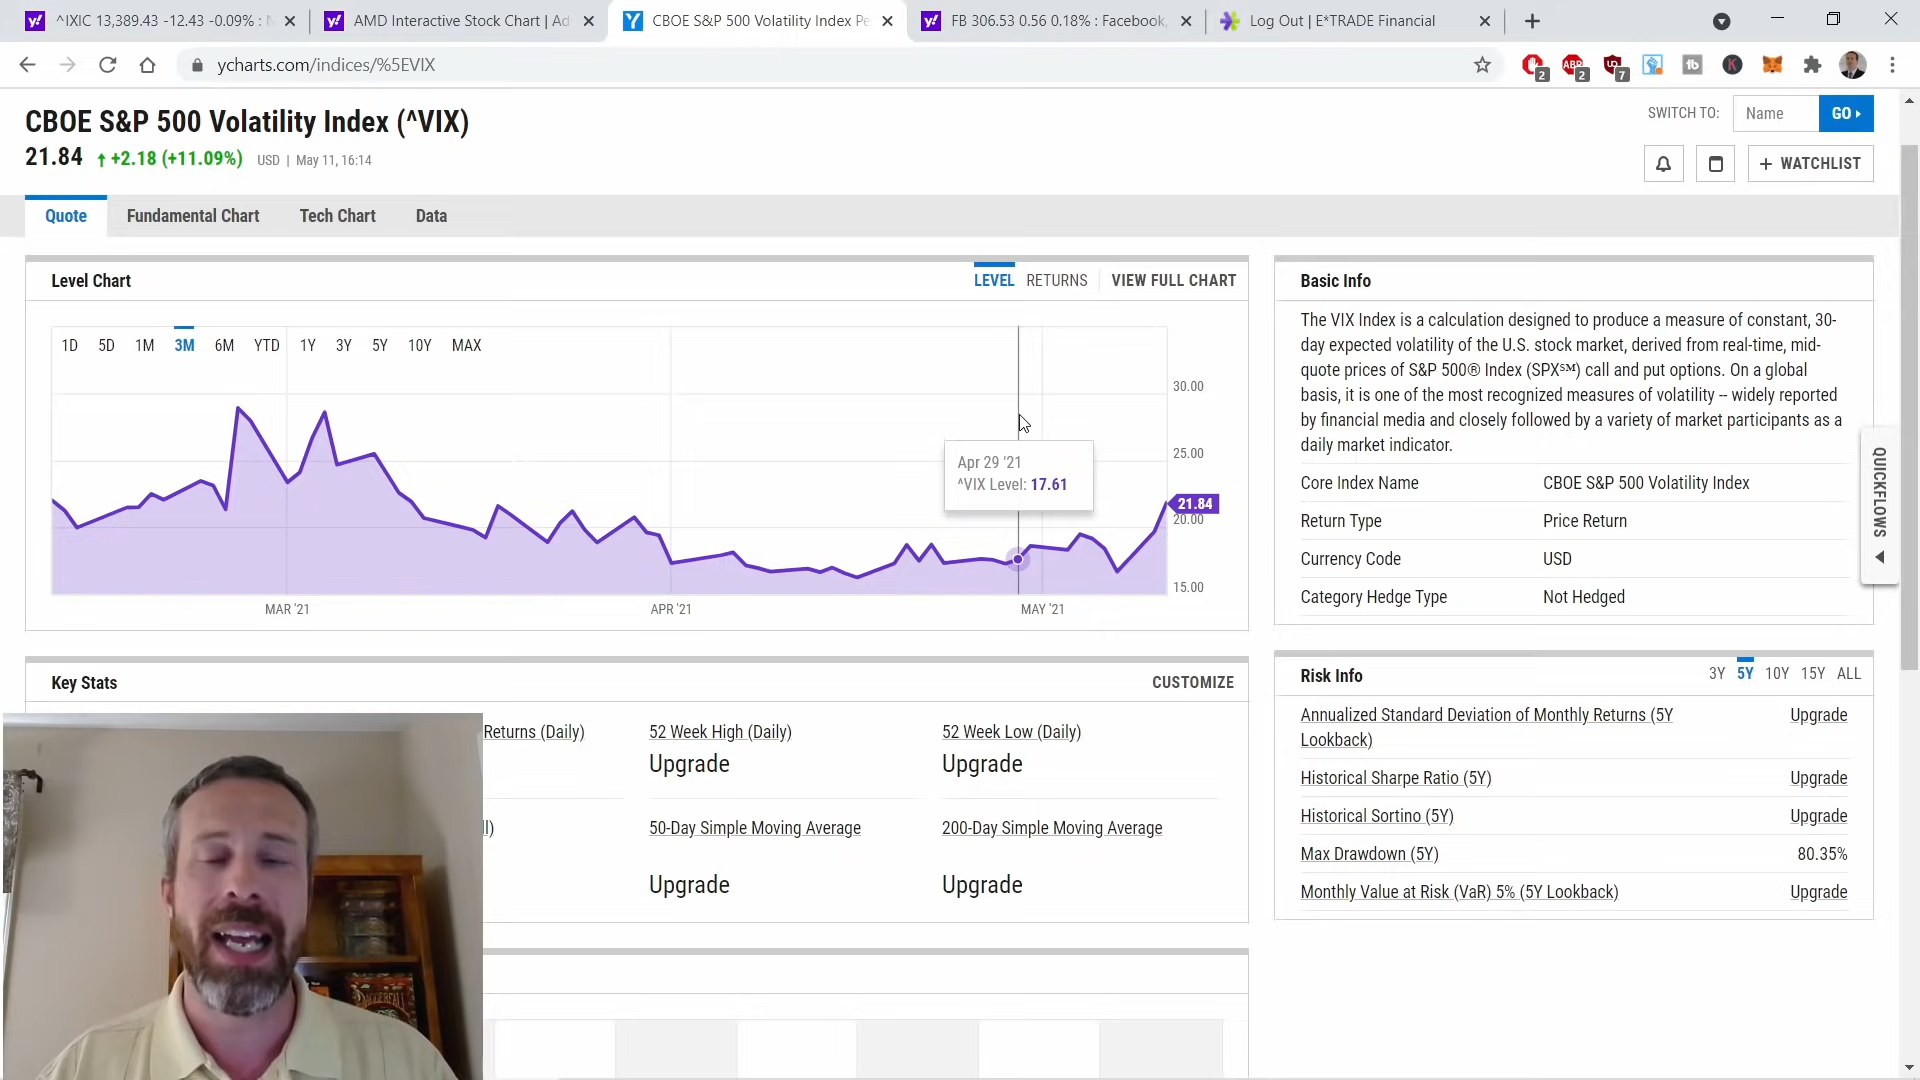 ^IXIC 13,389.43 -12.43 -0.09% : N
AMD Interactive Stock Chart | Ad
CBOE S&P 500 Volatility Index Pe
FB 306.53 0.56 0.18% : Facebook,
Log Out | E*TRADE Financial
ycharts.com/indices/%5EVIX
2
ABP
2
7
tb
K
CBOE S&P 500 Volatility Index (^VIX)
21.84 +2.18 (+11.09%) USD | May 11, 16:14
SWITCH TO: Name GO
+ WATCHLIST
Quote Fundamental Chart Tech Chart Data
Level Chart
LEVEL RETURNS VIEW FULL CHART
1D 5D 1M 3M 6M YTD 1Y 3Y 5Y 10Y MAX
30.00
25.00
20.00
15.00
21.84
Apr 29 '21
^VIX Level: 17.61
MAR '21 APR '21 MAY '21
Basic Info
The VIX Index is a calculation designed to produce a measure of constant, 30-
day expected volatility of the U.S. stock market, derived from real-time, mid-
quote prices of S&P 500® Index (SPX℠) call and put options. On a global
basis, it is one of the most recognized measures of volatility -- widely reported
by financial media and closely followed by a variety of market participants as a
daily market indicator.
Core Index Name CBOE S&P 500 Volatility Index
Return Type Price Return
Currency Code USD
Category Hedge Type Not Hedged
QUICKFLOWS
Key Stats
CUSTOMIZE
Returns (Daily)
52 Week High (Daily)
Upgrade
52 Week Low (Daily)
Upgrade
ll)
50-Day Simple Moving Average
Upgrade
200-Day Simple Moving Average
Upgrade
Risk Info
3Y 5Y 10Y 15Y ALL
Annualized Standard Deviation of Monthly Returns (5Y
Lookback)
Upgrade
Historical Sharpe Ratio (5Y) Upgrade
Historical Sortino (5Y) Upgrade
Max Drawdown (5Y) 80.35%
Monthly Value at Risk (VaR) 5% (5Y Lookback) Upgrade
DAGGERFALL